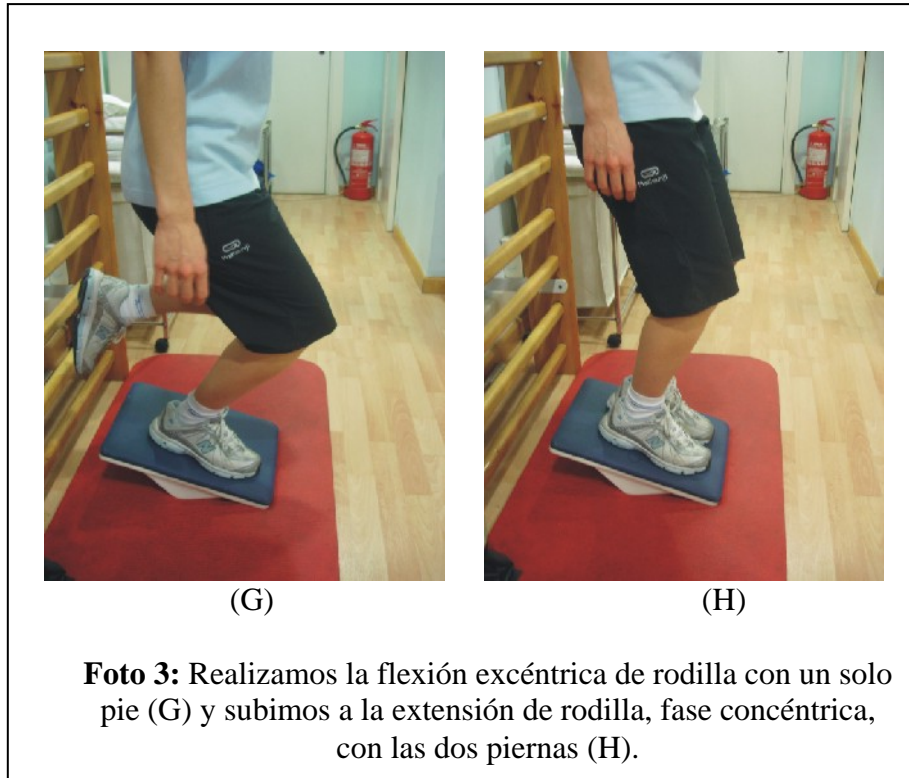 (G)
(H)
Foto 3: Realizamos la flexión excéntrica de rodilla con un solo
pie (G) y subimos a la extensión de rodilla, fase concéntrica,
con las dos piernas (H).